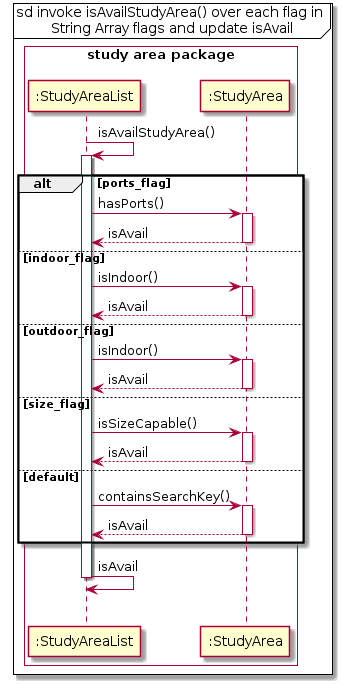 sd invoke isAvailStudyArea() over each flag in
String Array flags and update isAvail
study area package
:StudyAreaList :StudyArea
isAvailStudyArea()
alt [ports_flag]
hasPorts()
isAvail
[indoor_flag]
isIndoor()
isAvail
[outdoor_flag]
isIndoor()
isAvail
[size_flag]
isSizeCapable()
isAvail
[default]
containsSearchKey()
isAvail
isAvail
:StudyAreaList :StudyArea